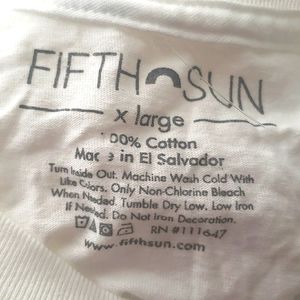 FIFTH SUN
x large
100% Cotton
Made in El Salvador
Turn Inside Out. Machine Wash Cold With
Like Colors. Only Non-Chlorine Bleach
When Needed. Tumble Dry Low. Low Iron
If Needed. Do Not Iron Decoration.
RN #111647
www.fifthsun.com